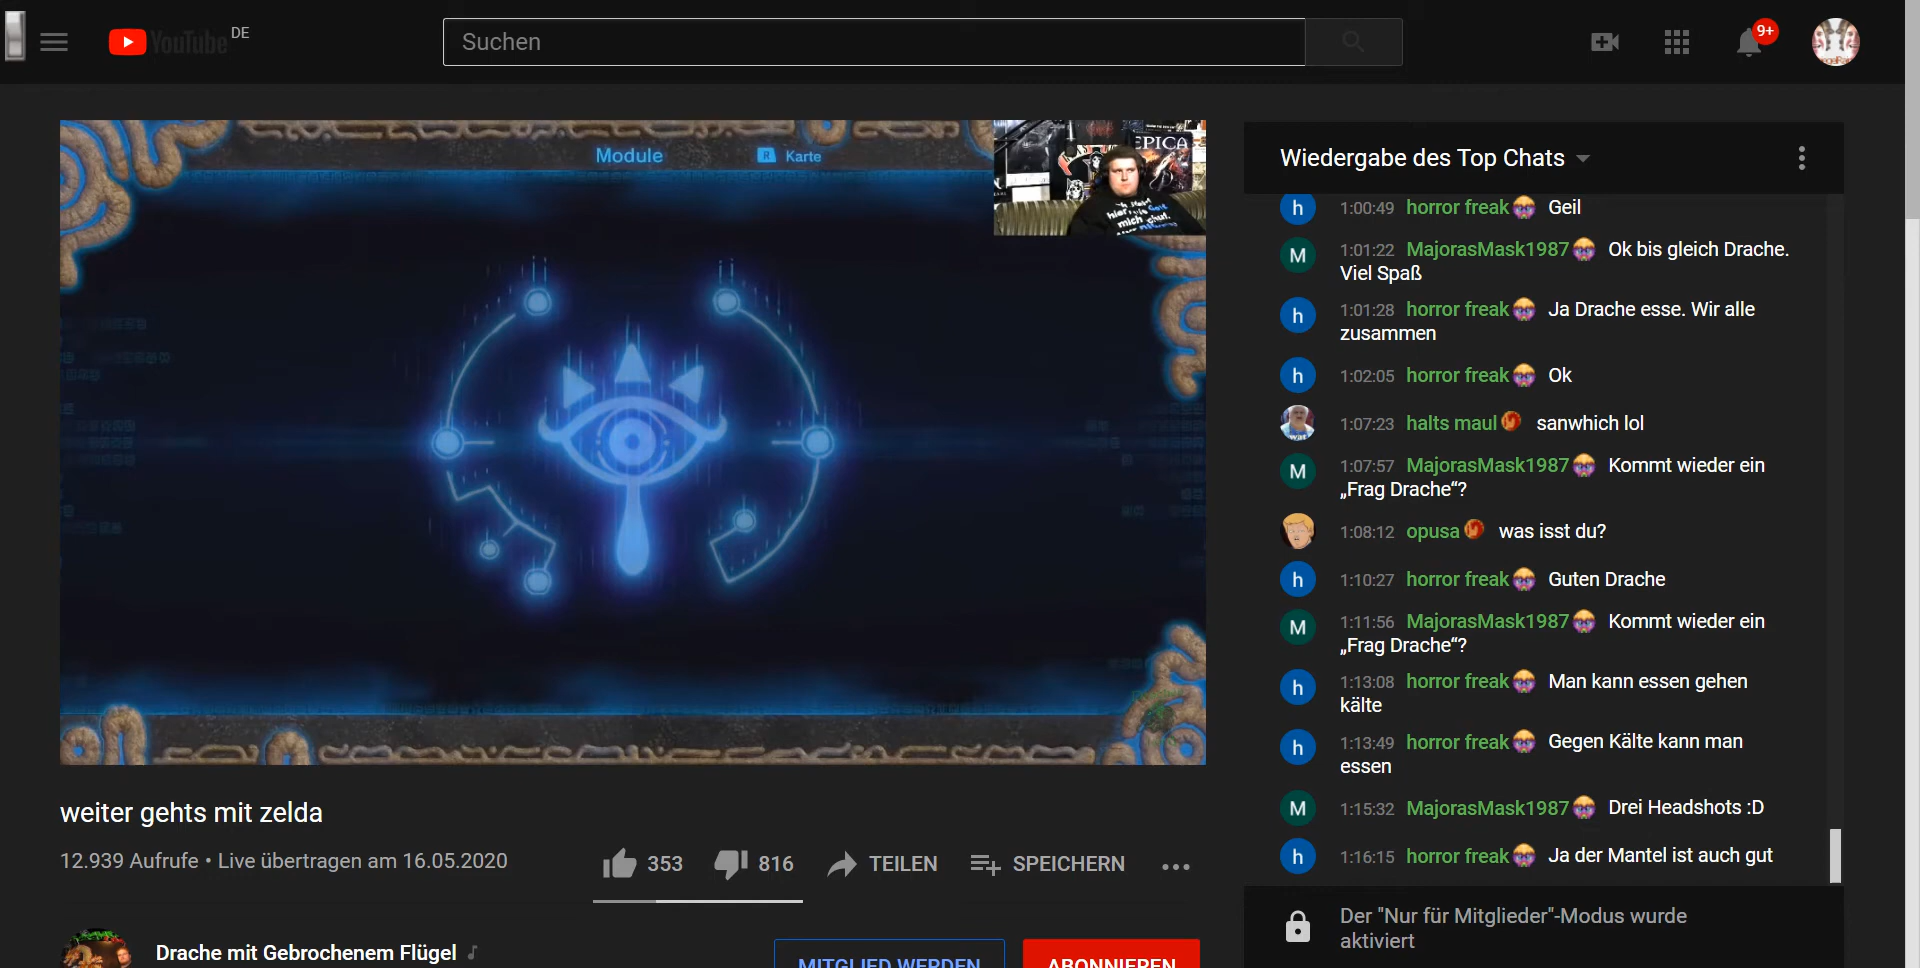 YouTube DE
Suchen
9+
Module
R Karte
EPICA
weiter gehts mit zelda
12.939 Aufrufe • Live übertragen am 16.05.2020
353
816
TEILEN
SPEICHERN
Drache mit Gebrochenem Flügel
MITGLIED WERDEN
ABONNIEREN
Wiedergabe des Top Chats
h 1:00:49 horror freak Geil
M 1:01:22 MajorasMask1987 Ok bis gleich Drache.
Viel Spaß
h 1:01:28 horror freak Ja Drache esse. Wir alle
zusammen
h 1:02:05 horror freak Ok
1:07:23 halts maul sanwhich lol
M 1:07:57 MajorasMask1987 Kommt wieder ein
„Frag Drache“?
1:08:12 opusa was isst du?
h 1:10:27 horror freak Guten Drache
M 1:11:56 MajorasMask1987 Kommt wieder ein
„Frag Drache“?
h 1:13:08 horror freak Man kann essen gehen
kälte
h 1:13:49 horror freak Gegen Kälte kann man
essen
M 1:15:32 MajorasMask1987 Drei Headshots :D
h 1:16:15 horror freak Ja der Mantel ist auch gut
Der "Nur für Mitglieder"-Modus wurde
aktiviert